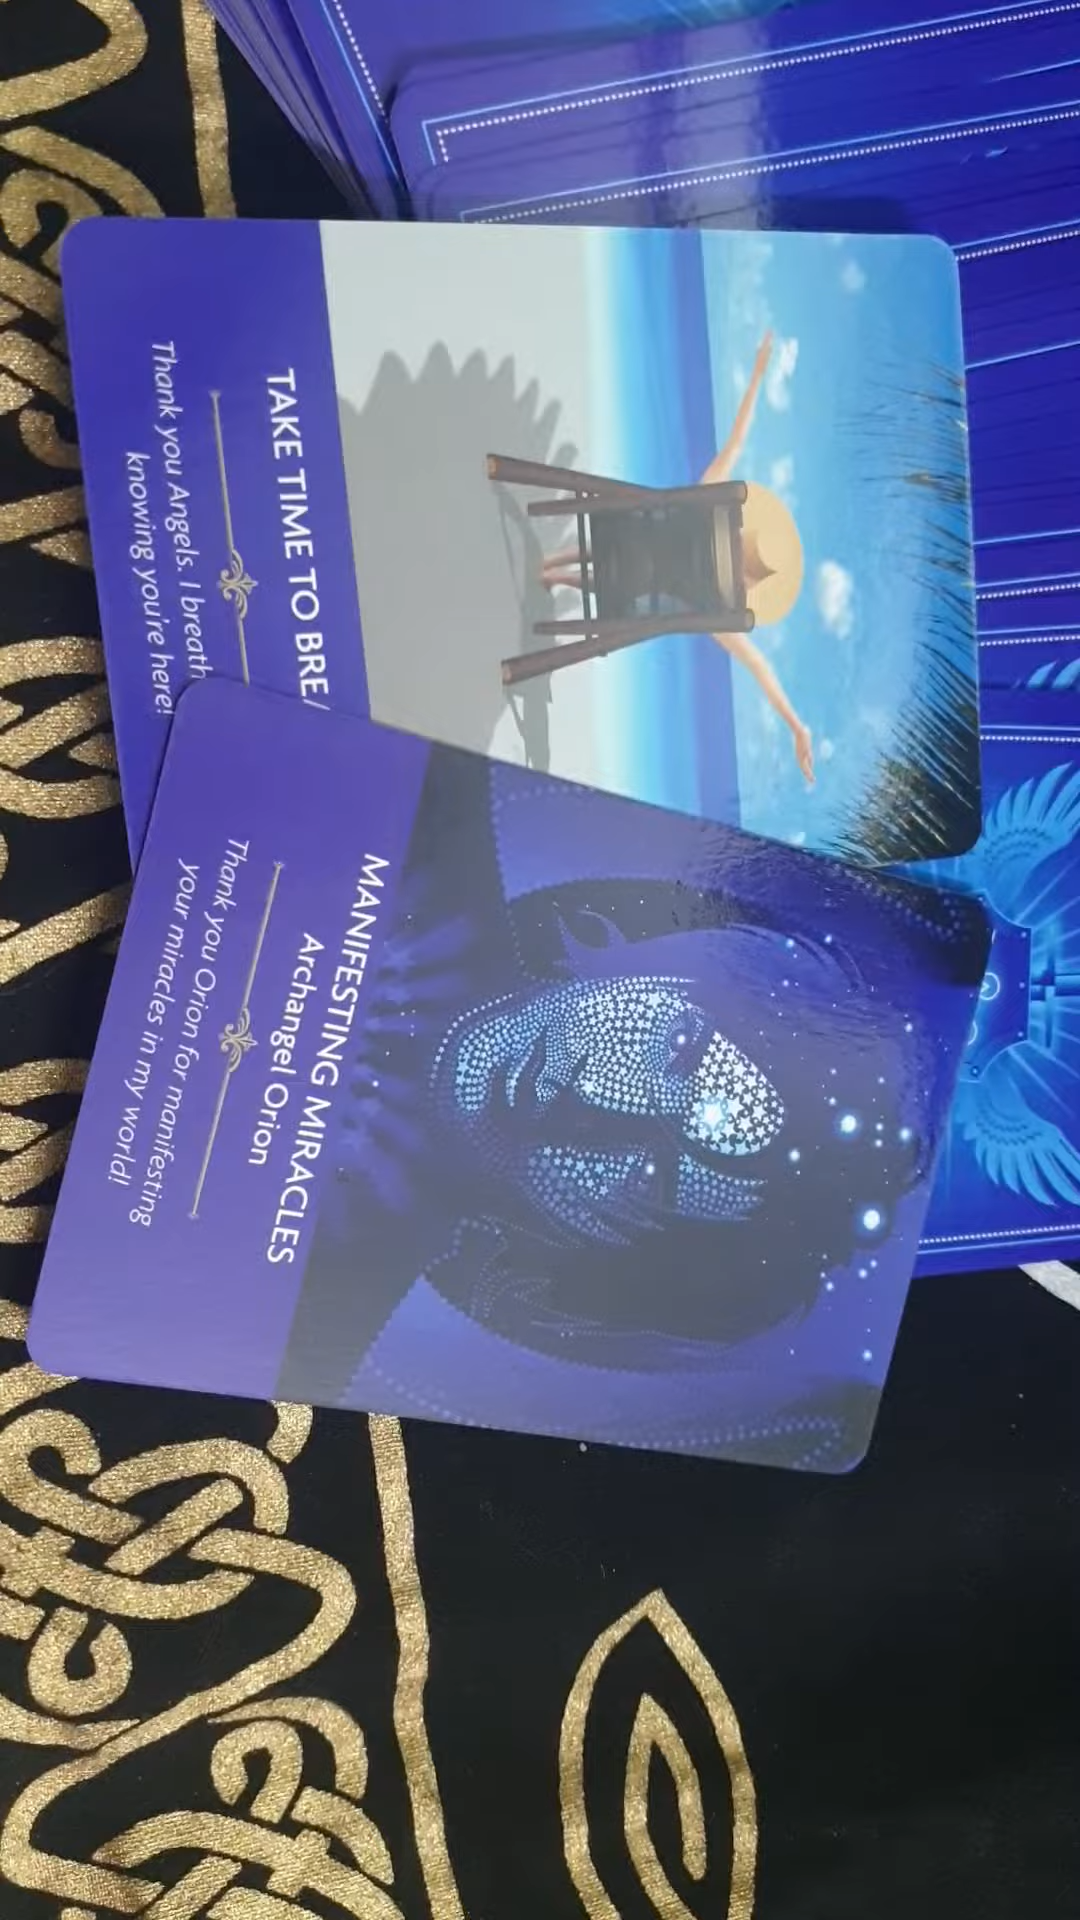 TAKE TIME TO BREA
Thank you Angels. I breath
knowing you're here!
MANIFESTING MIRACLES
Archangel Orion
Thank you Orion for manifesting
your miracles in my world!